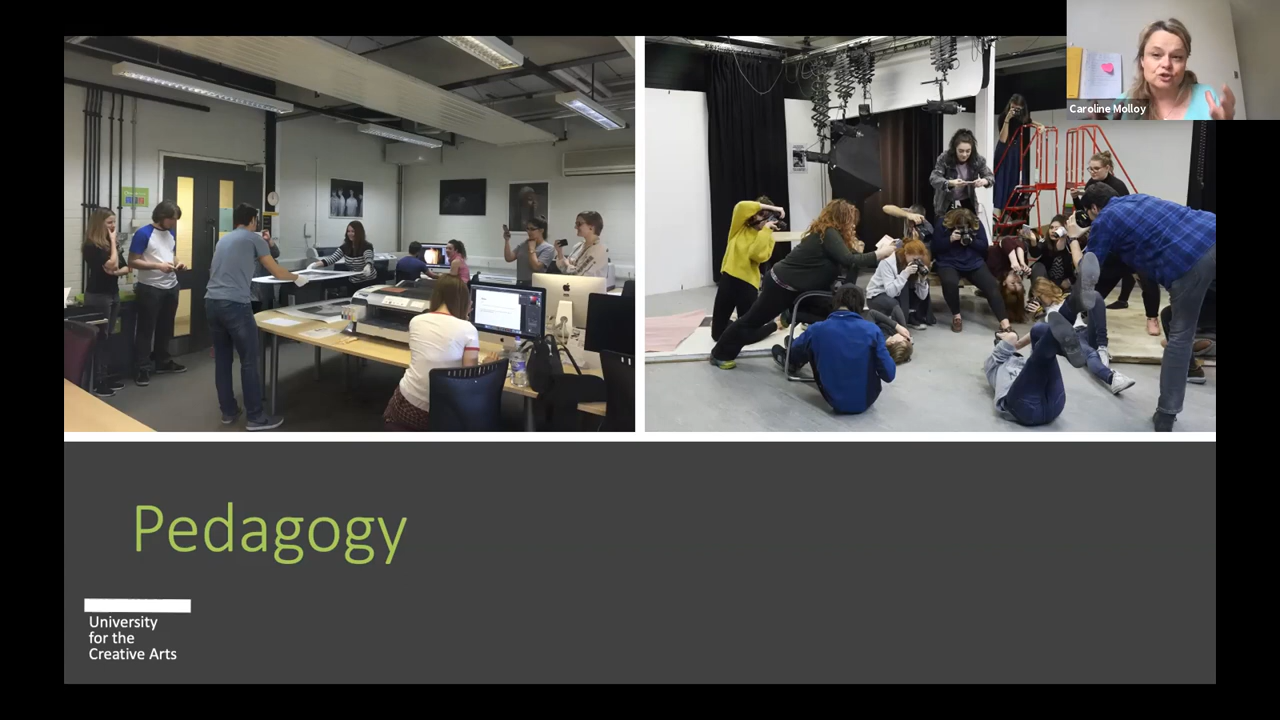 Caroline Molloy
Pedagogy
University
for the
Creative Arts